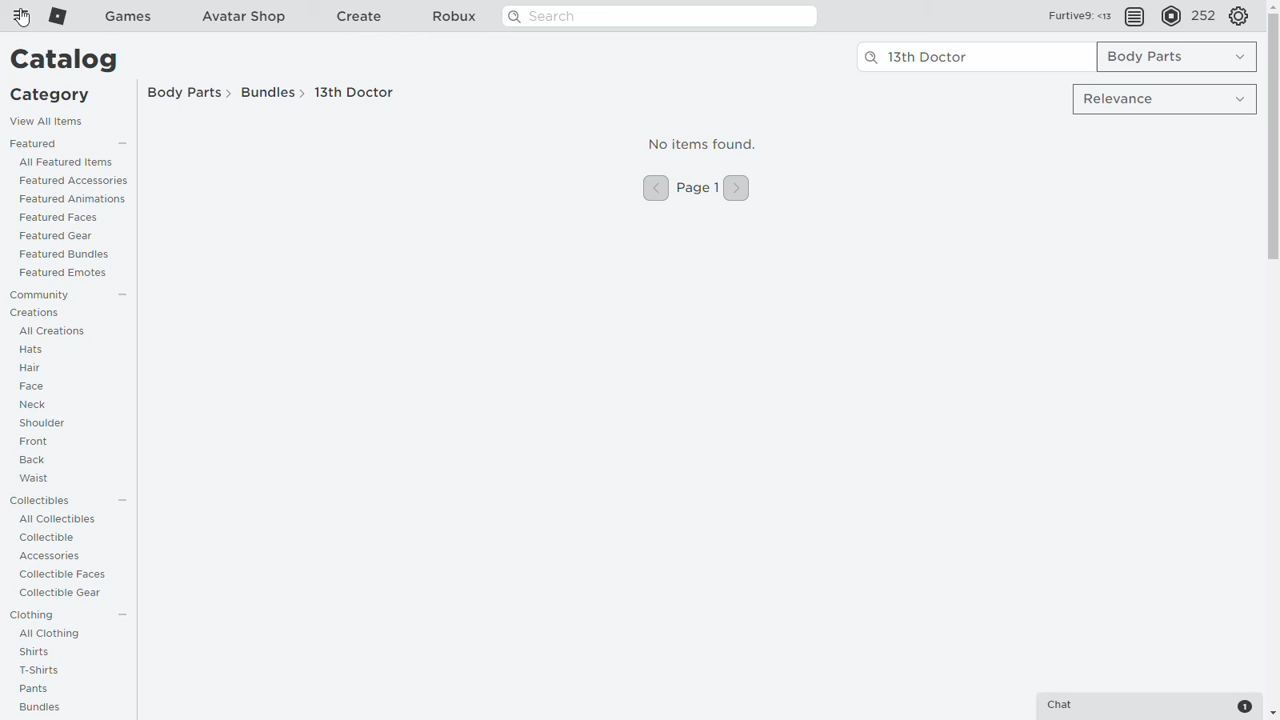 Games
Avatar Shop
Create
Robux
Search
Furtive9: <13
252
Catalog
13th Doctor
Body Parts
Category
Body Parts
Bundles
13th Doctor
Relevance
View All Items
Featured
All Featured Items
Featured Accessories
Featured Animations
Featured Faces
Featured Gear
Featured Bundles
Featured Emotes
Community
Creations
All Creations
Hats
Hair
Face
Neck
Shoulder
Front
Back
Waist
Collectibles
All Collectibles
Collectible
Accessories
Collectible Faces
Collectible Gear
Clothing
All Clothing
Shirts
T-Shirts
Pants
Bundles
No items found.
Page 1
Chat
1